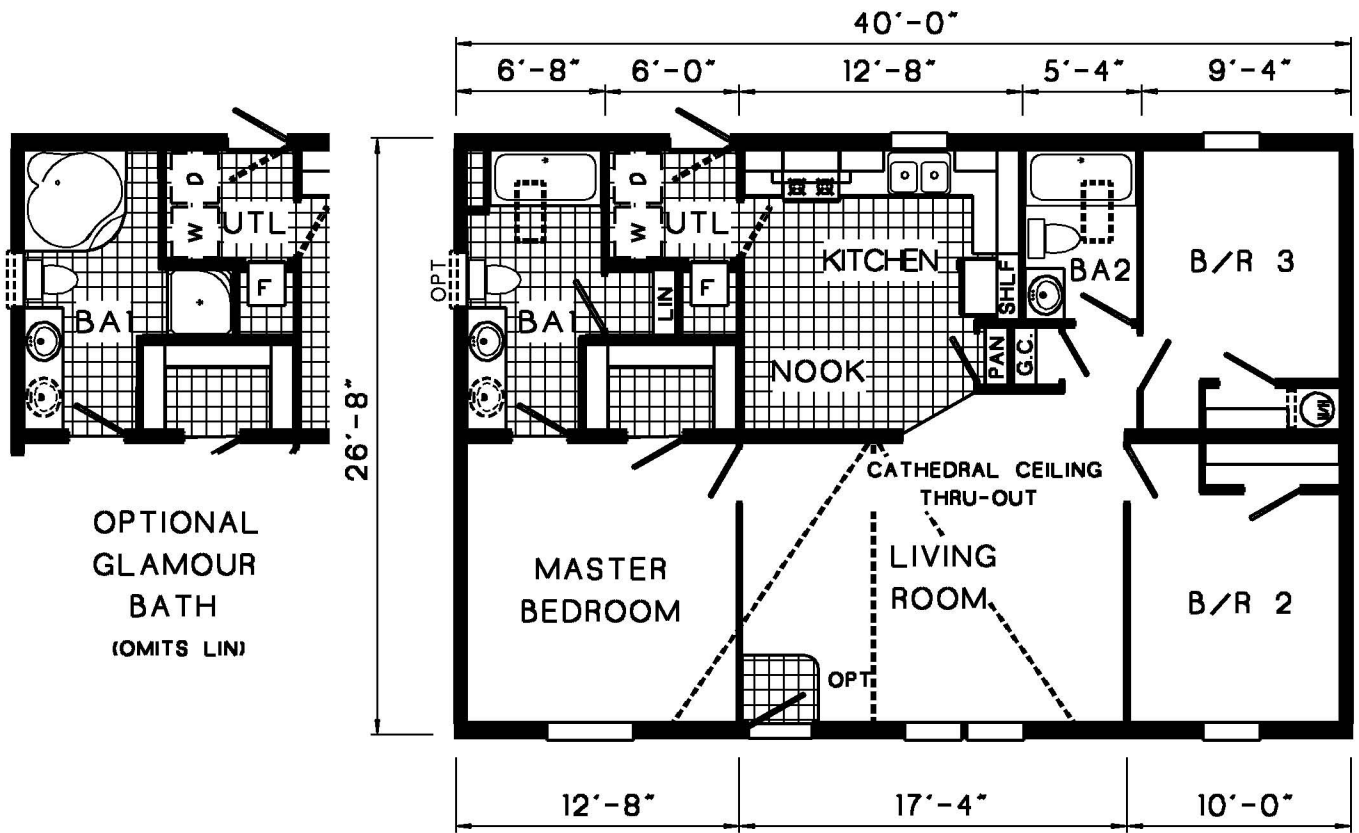 40'-0"
6'-8" 6'-0" 12'-8" 5'-4" 9'-4"
D
W
UTL
F
BA1
OPT
OPTIONAL
GLAMOUR
BATH
(OMITS LIN)
26'-8"
OPT
D
W
UTL
LIN
F
BA1
KITCHEN
SHLF
NOOK
PAN
G.C.
BA2
B/R 3
CATHEDRAL CEILING
THRU-OUT
MASTER
BEDROOM
LIVING
ROOM
OPT
B/R 2
12'-8" 17'-4" 10'-0"